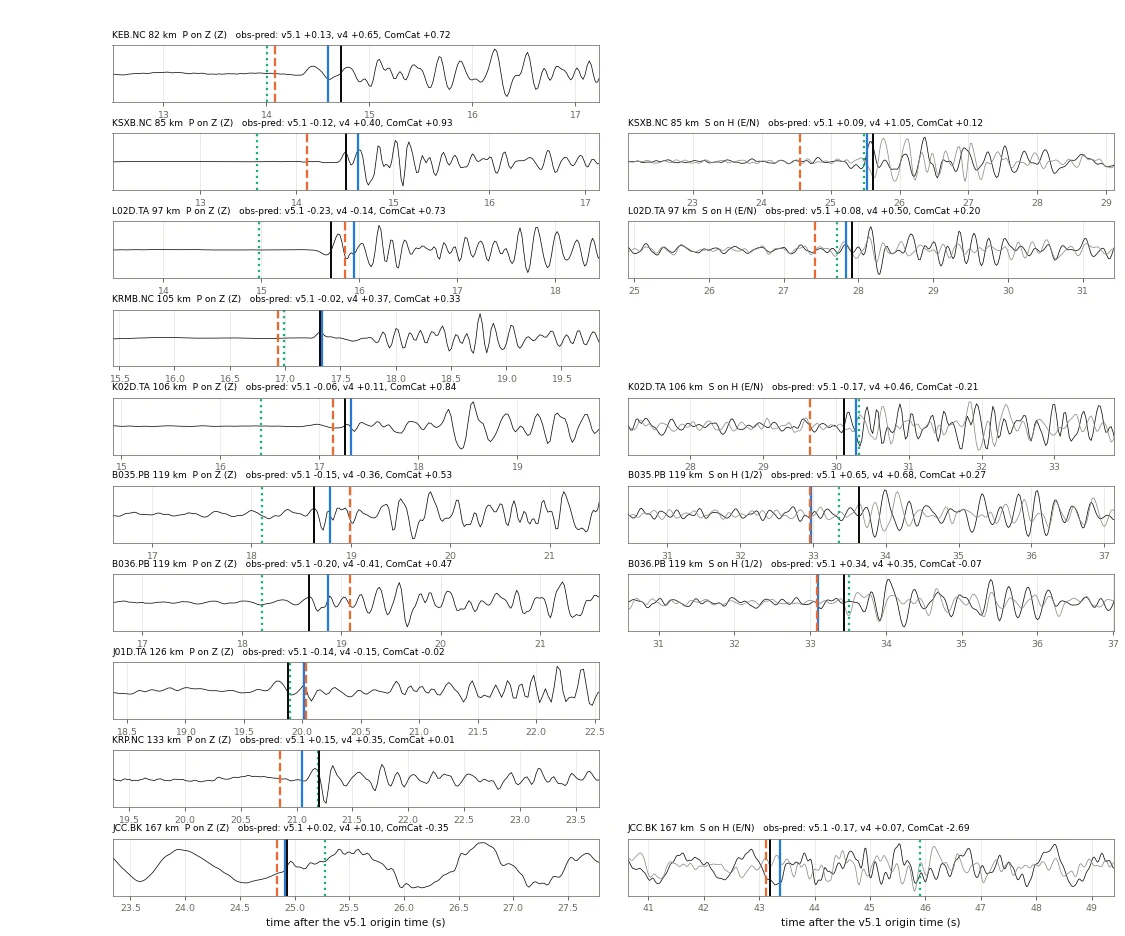 KEB.NC 82 km  P on Z (Z)   obs-pred: v5.1 +0.13, v4 +0.65, ComCat +0.72
13 14 15 16 17
KSXB.NC 85 km  P on Z (Z)   obs-pred: v5.1 -0.12, v4 +0.40, ComCat +0.93
13 14 15 16 17
KSXB.NC 85 km  S on H (E/N)   obs-pred: v5.1 +0.09, v4 +1.05, ComCat +0.12
23 24 25 26 27 28 29
L02D.TA 97 km  P on Z (Z)   obs-pred: v5.1 -0.23, v4 -0.14, ComCat +0.73
14 15 16 17 18
L02D.TA 97 km  S on H (E/N)   obs-pred: v5.1 +0.08, v4 +0.50, ComCat +0.20
25 26 27 28 29 30 31
KRMB.NC 105 km  P on Z (Z)   obs-pred: v5.1 -0.02, v4 +0.37, ComCat +0.33
15.5 16.0 16.5 17.0 17.5 18.0 18.5 19.0 19.5
K02D.TA 106 km  P on Z (Z)   obs-pred: v5.1 -0.06, v4 +0.11, ComCat +0.84
15 16 17 18 19
K02D.TA 106 km  S on H (E/N)   obs-pred: v5.1 -0.17, v4 +0.46, ComCat -0.21
28 29 30 31 32 33
B035.PB 119 km  P on Z (Z)   obs-pred: v5.1 -0.15, v4 -0.36, ComCat +0.53
17 18 19 20 21
B035.PB 119 km  S on H (1/2)   obs-pred: v5.1 +0.65, v4 +0.68, ComCat +0.27
31 32 33 34 35 36 37
B036.PB 119 km  P on Z (Z)   obs-pred: v5.1 -0.20, v4 -0.41, ComCat +0.47
17 18 19 20 21
B036.PB 119 km  S on H (1/2)   obs-pred: v5.1 +0.34, v4 +0.35, ComCat -0.07
31 32 33 34 35 36 37
J01D.TA 126 km  P on Z (Z)   obs-pred: v5.1 -0.14, v4 -0.15, ComCat -0.02
18.5 19.0 19.5 20.0 20.5 21.0 21.5 22.0 22.5
KRP.NC 133 km  P on Z (Z)   obs-pred: v5.1 +0.15, v4 +0.35, ComCat +0.01
19.5 20.0 20.5 21.0 21.5 22.0 22.5 23.0 23.5
JCC.BK 167 km  P on Z (Z)   obs-pred: v5.1 +0.02, v4 +0.10, ComCat -0.35
23.5 24.0 24.5 25.0 25.5 26.0 26.5 27.0 27.5
time after the v5.1 origin time (s)
JCC.BK 167 km  S on H (E/N)   obs-pred: v5.1 -0.17, v4 +0.07, ComCat -2.69
41 42 43 44 45 46 47 48 49
time after the v5.1 origin time (s)